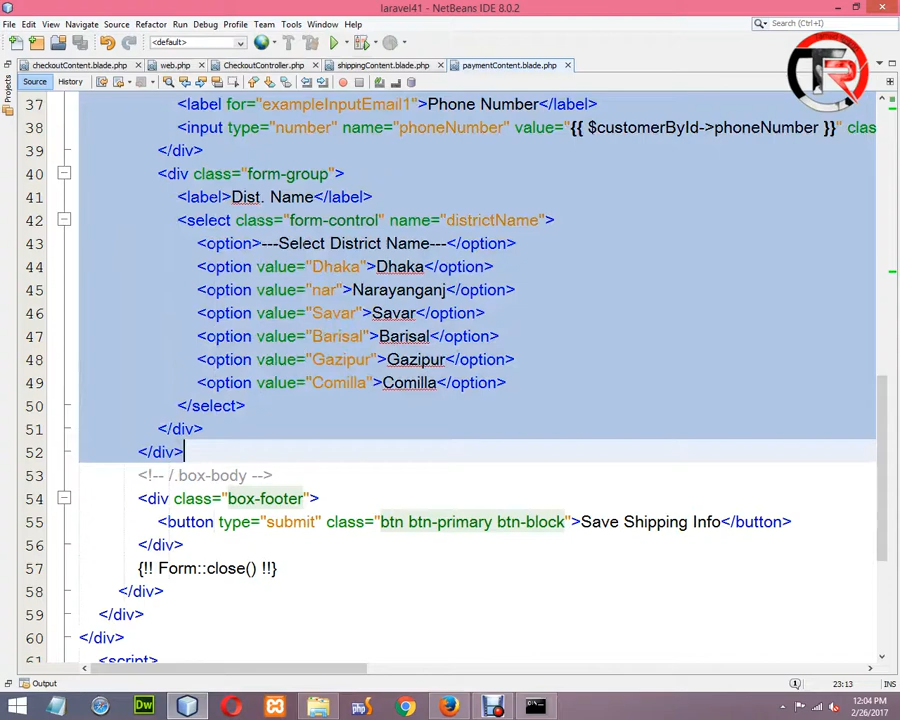 laravel41 - NetBeans IDE 8.0.2
File Edit View Navigate Source Refactor Run Debug Profile Team Tools Window Help
Search (Ctrl+I)
<default>
checkoutContent.blade.php web.php CheckoutController.php shippingContent.blade.php paymentContent.blade.php
Source History
Projects
TR
37 <label for="exampleInputEmail1">Phone Number</label>
38 <input type="number" name="phoneNumber" value="{{ $customerById->phoneNumber }}" clas
39 </div>
40 <div class="form-group">
41 <label>Dist. Name</label>
42 <select class="form-control" name="districtName">
43 <option>---Select District Name---</option>
44 <option value="Dhaka">Dhaka</option>
45 <option value="nar">Narayanganj</option>
46 <option value="Savar">Savar</option>
47 <option value="Barisal">Barisal</option>
48 <option value="Gazipur">Gazipur</option>
49 <option value="Comilla">Comilla</option>
50 </select>
51 </div>
52 </div>
53 <!-- /.box-body -->
54 <div class="box-footer">
55 <button type="submit" class="btn btn-primary btn-block">Save Shipping Info</button>
56 </div>
57 {!! Form::close() !!}
58 </div>
59 </div>
60 </div>
61 <script>
Output
23:13
Dw
php
12:04 PM
2/26/2017